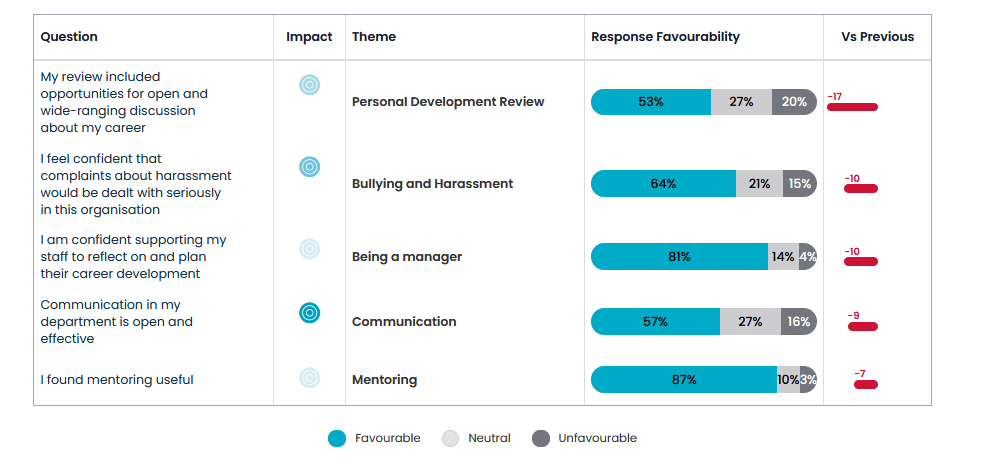 Question Impact Theme Response Favourability Vs Previous
My review included
opportunities for open and
wide-ranging discussion
about my career
Personal Development Review 53% 27% 20% -17
I feel confident that
complaints about harassment
would be dealt with seriously
in this organisation
Bullying and Harassment 64% 21% 15% -10
I am confident supporting my
staff to reflect on and plan
their career development
Being a manager 81% 14% 4% -10
Communication in my
department is open and
effective
Communication 57% 27% 16% -9
I found mentoring useful Mentoring 87% 10% 3% -7
Favourable Neutral Unfavourable